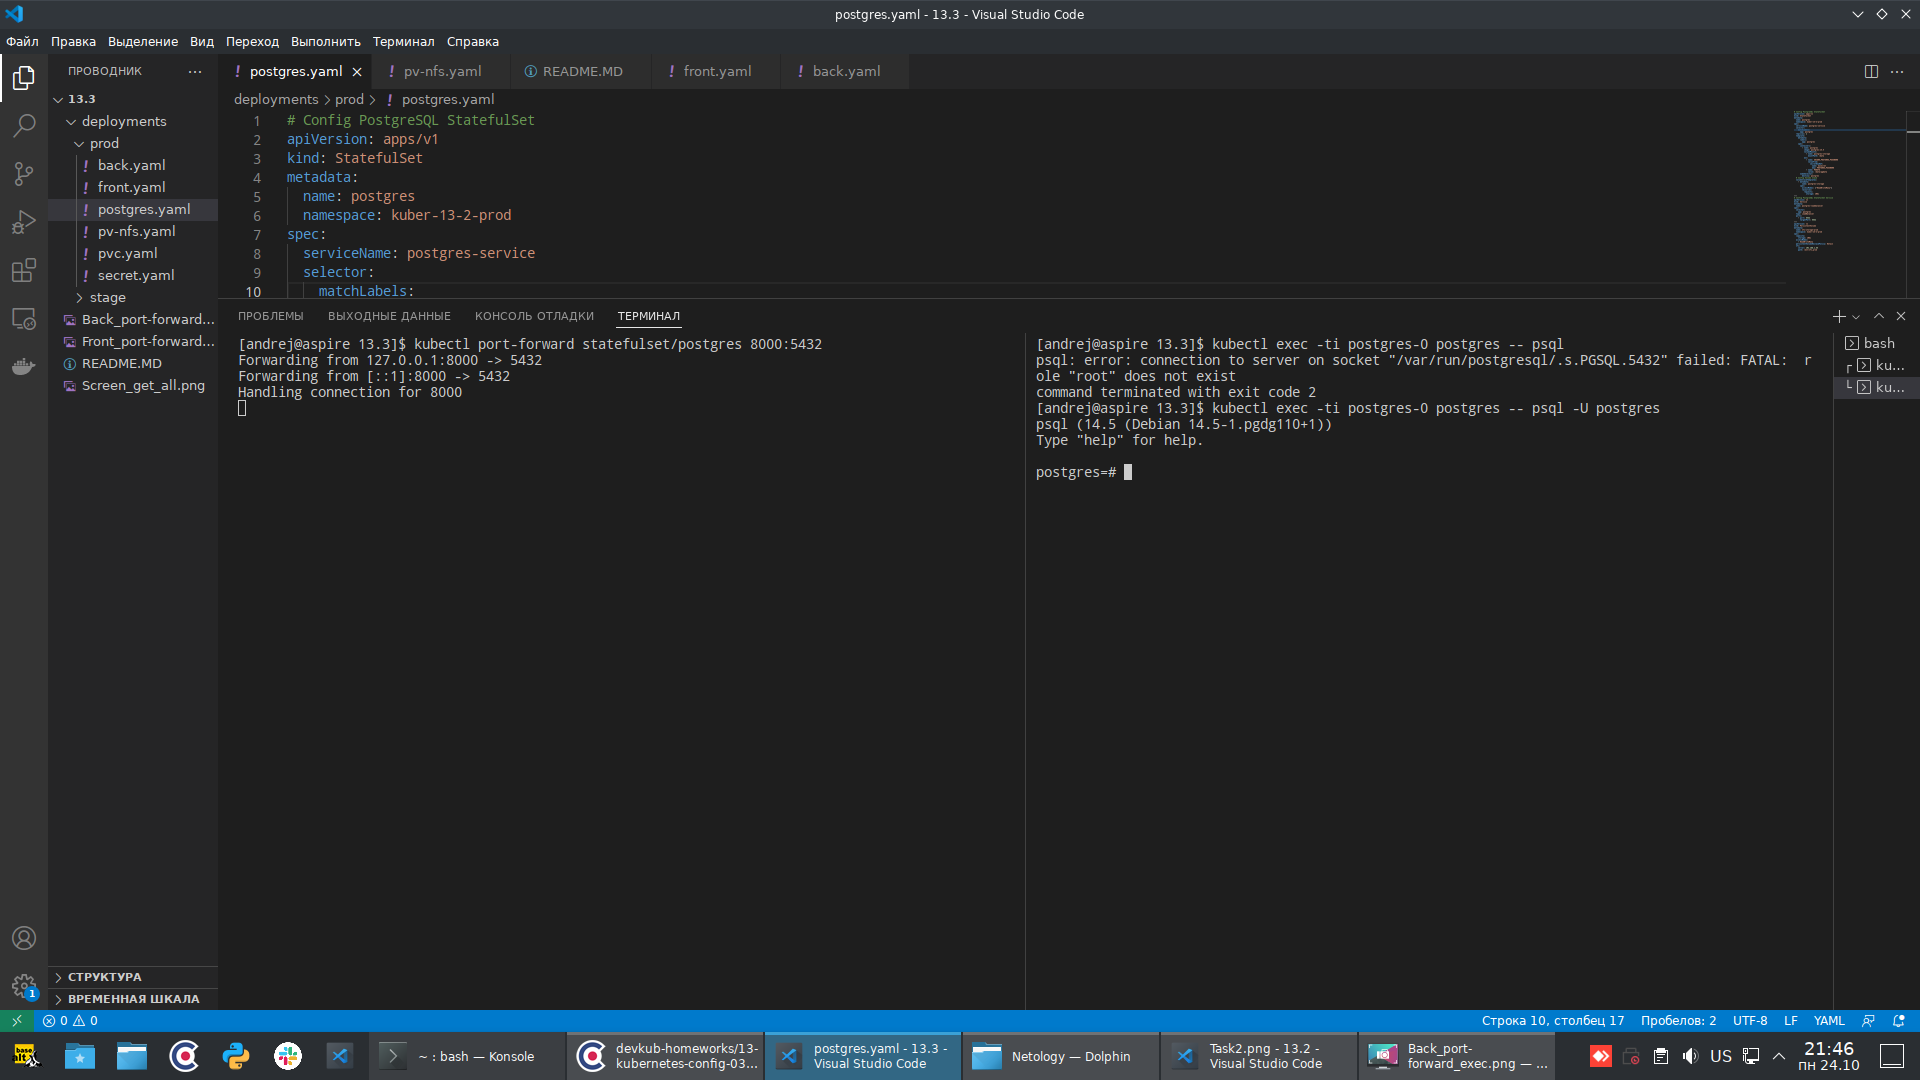 postgres.yaml - 13.3 - Visual Studio Code
Файл Правка Выделение Вид Переход Выполнить Терминал Справка
ПРОВОДНИК
13.3
deployments
prod
back.yaml
front.yaml
postgres.yaml
pv-nfs.yaml
pvc.yaml
secret.yaml
stage
Back_port-forward...
Front_port-forward...
README.MD
Screen_get_all.png
СТРУКТУРА
ВРЕМЕННАЯ ШКАЛА
postgres.yaml pv-nfs.yaml README.MD front.yaml back.yaml
deployments > prod > ! postgres.yaml
1 # Config PostgreSQL StatefulSet
2 apiVersion: apps/v1
3 kind: StatefulSet
4 metadata:
5 name: postgres
6 namespace: kuber-13-2-prod
7 spec:
8 serviceName: postgres-service
9 selector:
10 matchLabels:
ПРОБЛЕМЫ ВЫХОДНЫЕ ДАННЫЕ КОНСОЛЬ ОТЛАДКИ ТЕРМИНАЛ
[andrej@aspire 13.3]$ kubectl port-forward statefulset/postgres 8000:5432
Forwarding from 127.0.0.1:8000 -> 5432
Forwarding from [::1]:8000 -> 5432
Handling connection for 8000
[andrej@aspire 13.3]$ kubectl exec -ti postgres-0 postgres -- psql
psql: error: connection to server on socket "/var/run/postgresql/.s.PGSQL.5432" failed: FATAL:  r
ole "root" does not exist
command terminated with exit code 2
[andrej@aspire 13.3]$ kubectl exec -ti postgres-0 postgres -- psql -U postgres
psql (14.5 (Debian 14.5-1.pgdg110+1))
Type "help" for help.
postgres=#
bash
ku...
ku...
1
0 0
Строка 10, столбец 17 Пробелов: 2 UTF-8 LF YAML
base alt
~ : bash — Konsole
devkub-homeworks/13-
kubernetes-config-03...
postgres.yaml - 13.3 -
Visual Studio Code
Netology — Dolphin
Task2.png - 13.2 -
Visual Studio Code
Back_port-
forward_exec.png — ...
US
21:46
пн 24.10